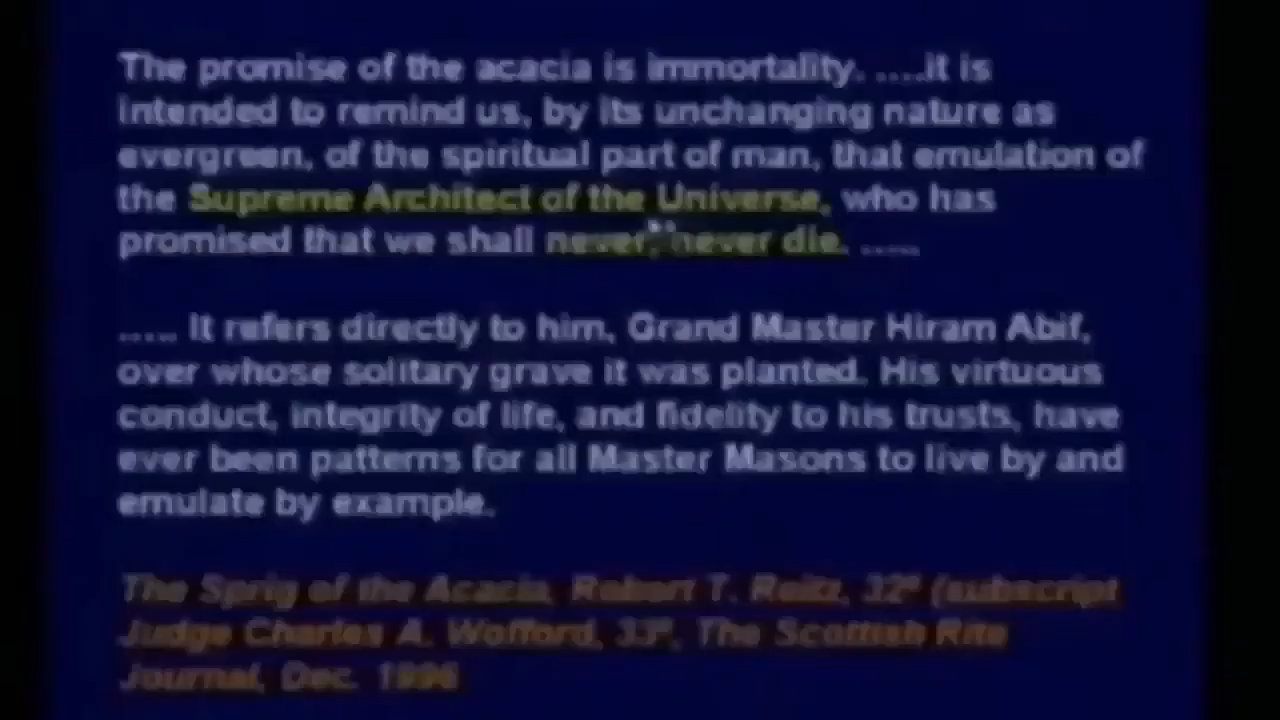 The promise of the acacia is immortality. .....it is
intended to remind us, by its unchanging nature as
evergreen, of the spiritual part of man, that emulation of
the Supreme Architect of the Universe, who has
promised that we shall never, never die. .....
..... It refers directly to him, Grand Master Hiram Abif,
over whose solitary grave it was planted. His virtuous
conduct, integrity of life, and fidelity to his trusts, have
ever been patterns for all Master Masons to live by and
emulate by example.
The Sprig of the Acacia, Robert T. Reitz, 32º (subscript
Judge Charles A. Wofford, 33º, The Scottish Rite
Journal, Dec. 1996